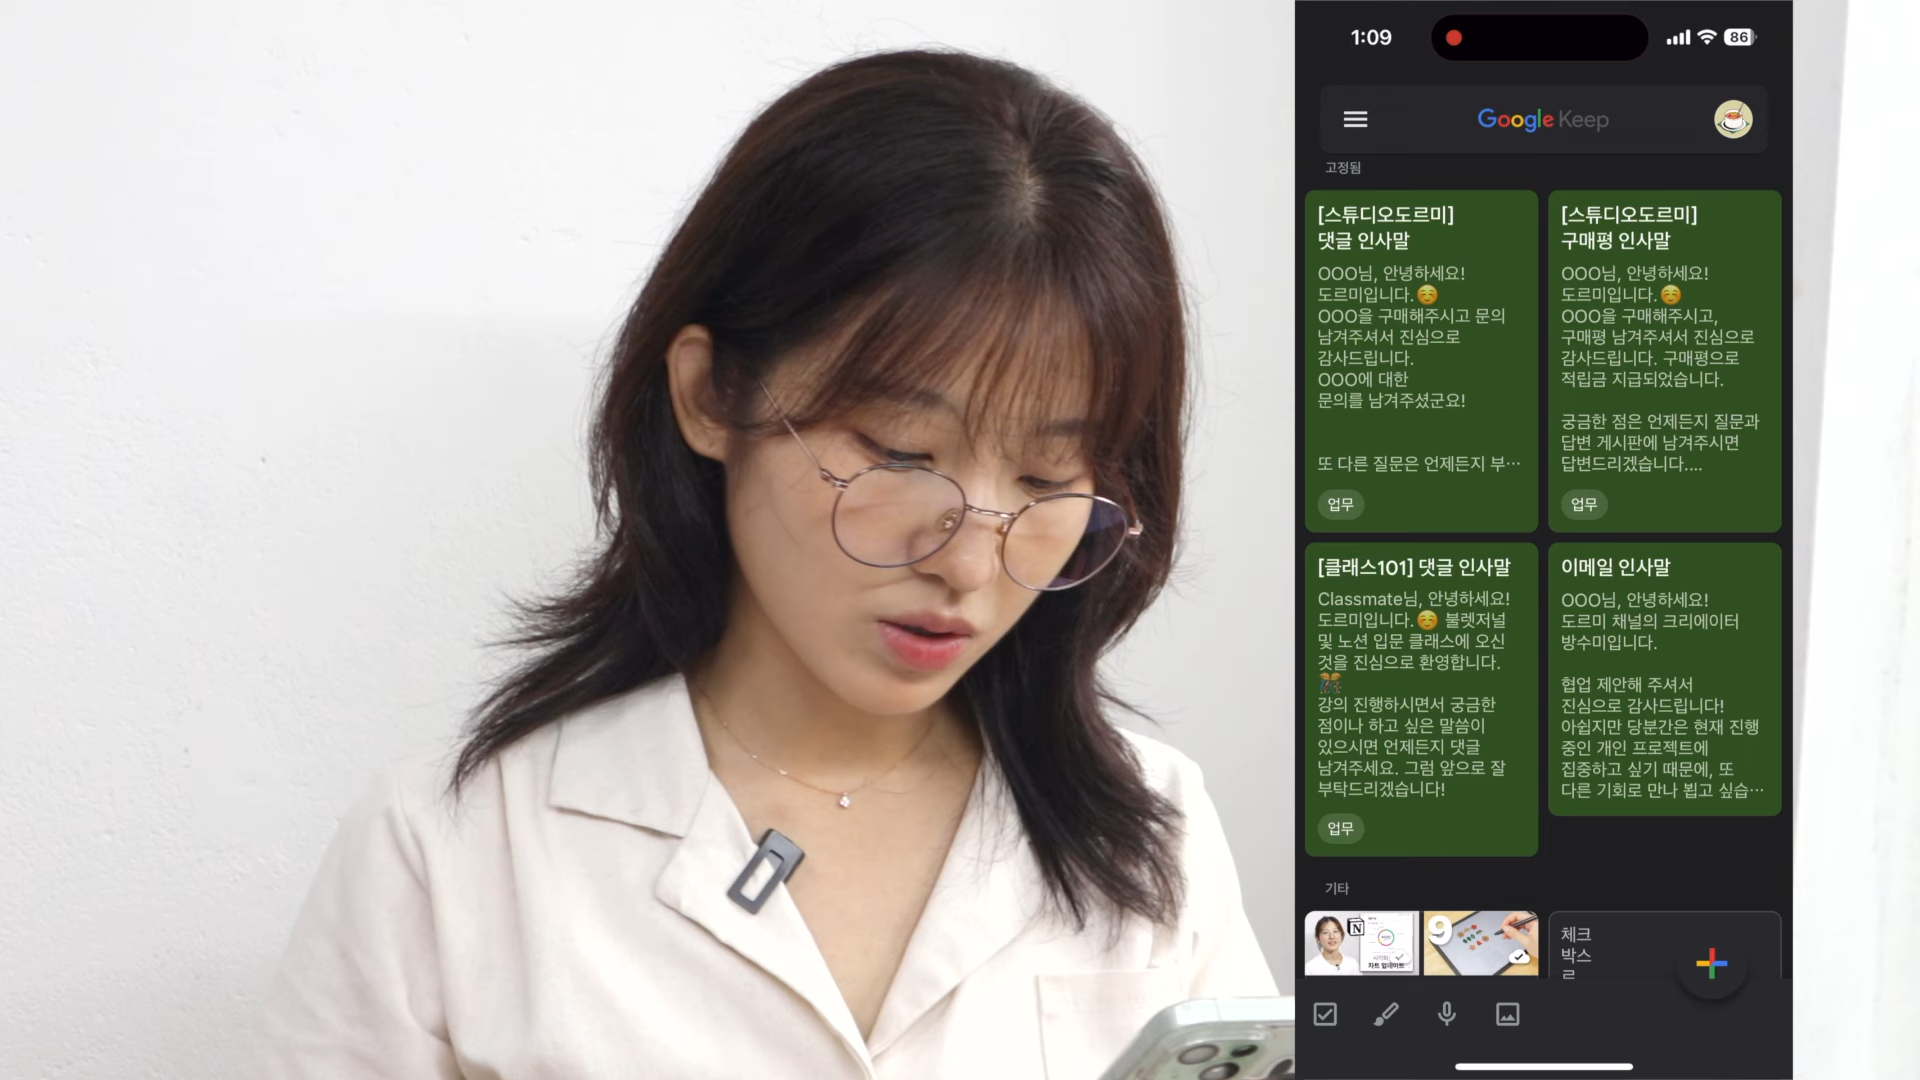 1:09
86
Google Keep
고정됨
[스튜디오도르미]
댓글 인사말
OOO님, 안녕하세요!
도르미입니다.☺️
OOO을 구매해주시고 문의
남겨주셔서 진심으로
감사드립니다.
OOO에 대한
문의를 남겨주셨군요!
또 다른 질문은 언제든지 부…
업무
[스튜디오도르미]
구매평 인사말
OOO님, 안녕하세요!
도르미입니다.☺️
OOO을 구매해주시고,
구매평 남겨주셔서 진심으로
감사드립니다. 구매평으로
적립금 지급되었습니다.
궁금한 점은 언제든지 질문과
답변 게시판에 남겨주시면
답변드리겠습니다....
업무
[클래스101] 댓글 인사말
Classmate님, 안녕하세요!
도르미입니다.☺️ 불렛저널
및 노션 입문 클래스에 오신
것을 진심으로 환영합니다.
강의 진행하시면서 궁금한
점이나 하고 싶은 말씀이
있으시면 언제든지 댓글
남겨주세요. 그럼 앞으로 잘
부탁드리겠습니다!
업무
이메일 인사말
OOO님, 안녕하세요!
도르미 채널의 크리에이터
방수미입니다.
협업 제안해 주셔서
진심으로 감사드립니다!
아쉽지만 당분간은 현재 진행
중인 개인 프로젝트에
집중하고 싶기 때문에, 또
다른 기회로 만나 뵙고 싶습…
기타
N
차트 업데이트
9
체크
박스